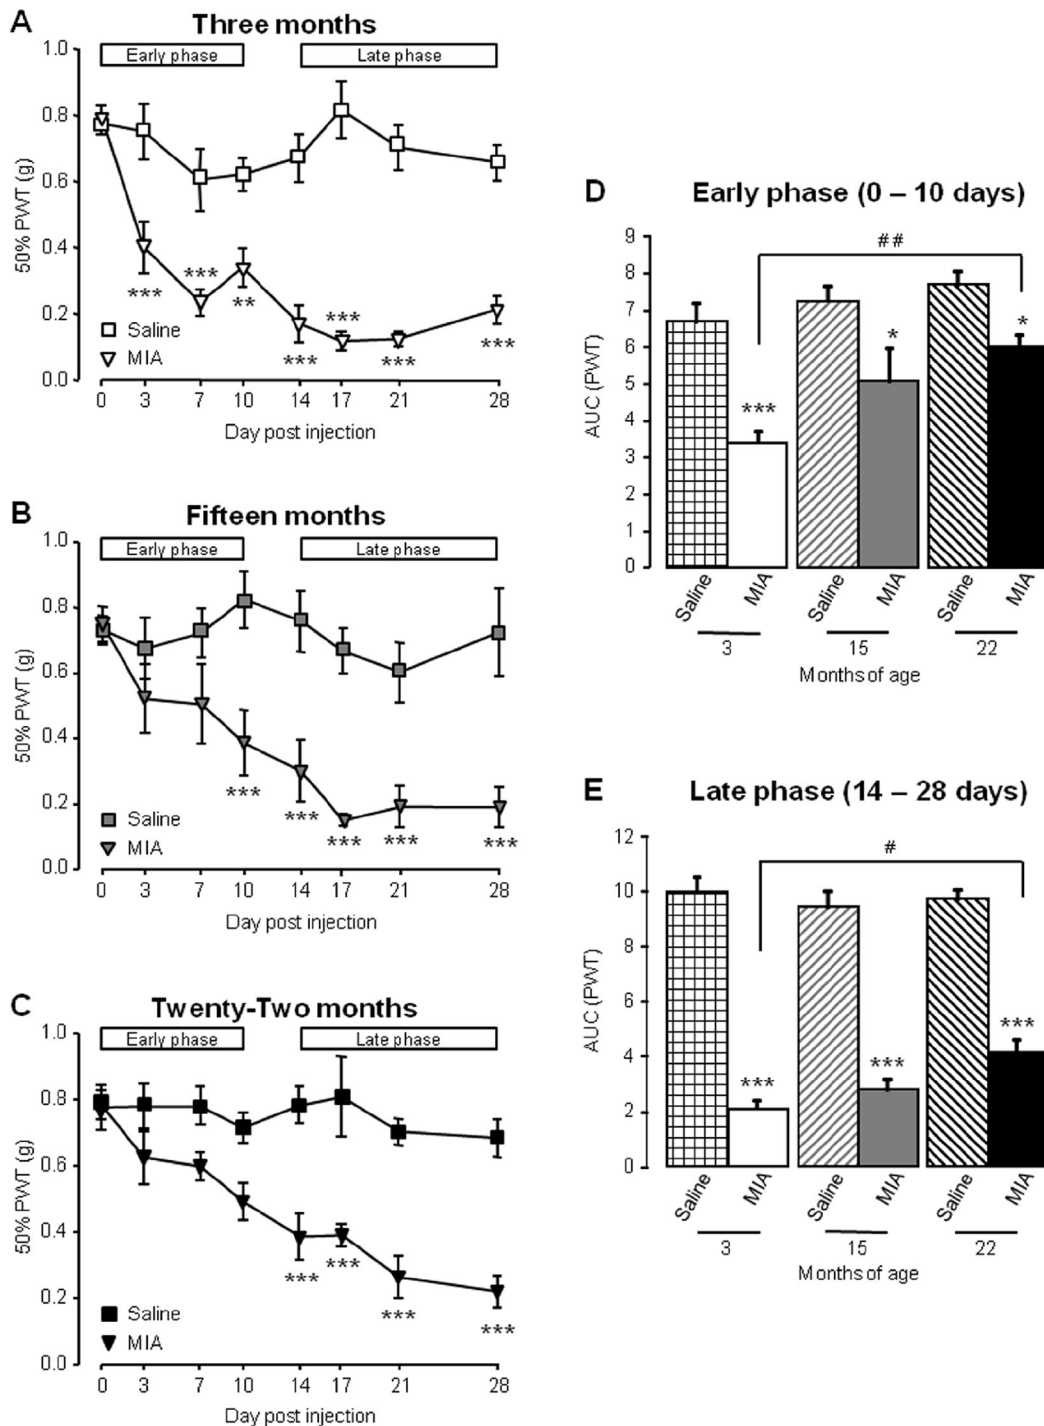 A
Three months
Early phase
Late phase
1.0
0.8
0.6
0.4
0.2
0.0
50% PWT (g)
***
***
**
***
***
***
***
Saline
MIA
0 3 7 10 14 17 21 28
Day post injection
B
Fifteen months
Early phase
Late phase
1.0
0.8
0.6
0.4
0.2
0.0
50% PWT (g)
***
***
***
***
***
Saline
MIA
0 3 7 10 14 17 21 28
Day post injection
C
Twenty-Two months
Early phase
Late phase
1.0
0.8
0.6
0.4
0.2
0.0
50% PWT (g)
***
***
***
***
Saline
MIA
0 3 7 10 14 17 21 28
Day post injection
D
Early phase (0 – 10 days)
9
8
7
6
5
4
3
2
1
0
AUC (PWT)
##
***
*
*
Saline MIA Saline MIA Saline MIA
3 15 22
Months of age
E
Late phase (14 – 28 days)
12
10
8
6
4
2
0
AUC (PWT)
#
***
***
***
Saline MIA Saline MIA Saline MIA
3 15 22
Months of age